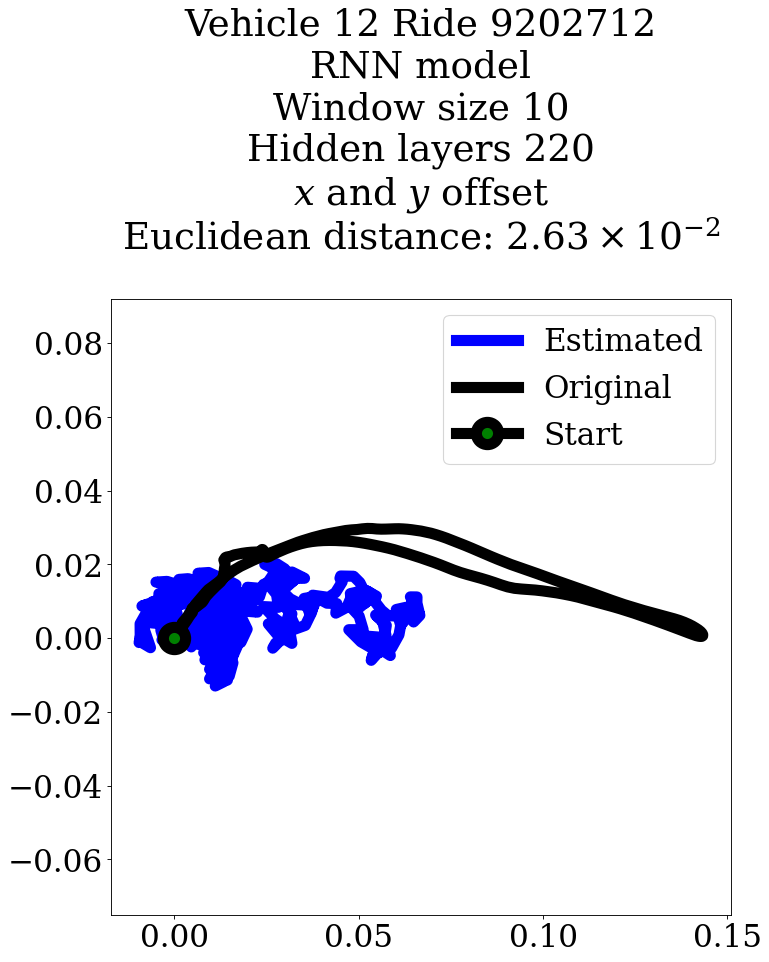 Vehicle 12 Ride 9202712
RNN model
Window size 10
Hidden layers 220
x and y offset
Euclidean distance: 2.63 × 10⁻²
Estimated
Original
Start
0.08
0.06
0.04
0.02
0.00
−0.02
−0.04
−0.06
0.00 0.05 0.10 0.15